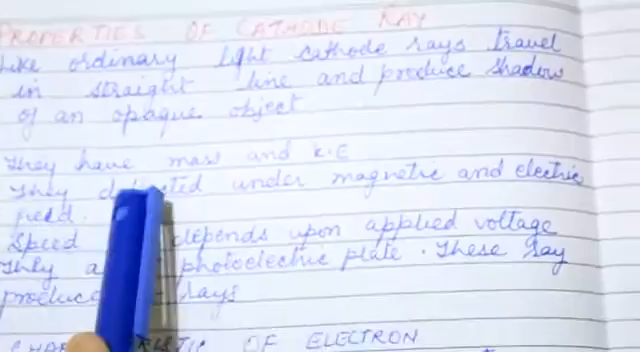 PROPERTIES OF CATHODE RAY
Like ordinary light cathode rays travel
in straight line and produce shadow
of an opaque object
They have mass and K.E
They under magnetic and electric
field.
Speed depends upon applied voltage
They photoelectric plate. These ray
produce rays
OF ELECTRON